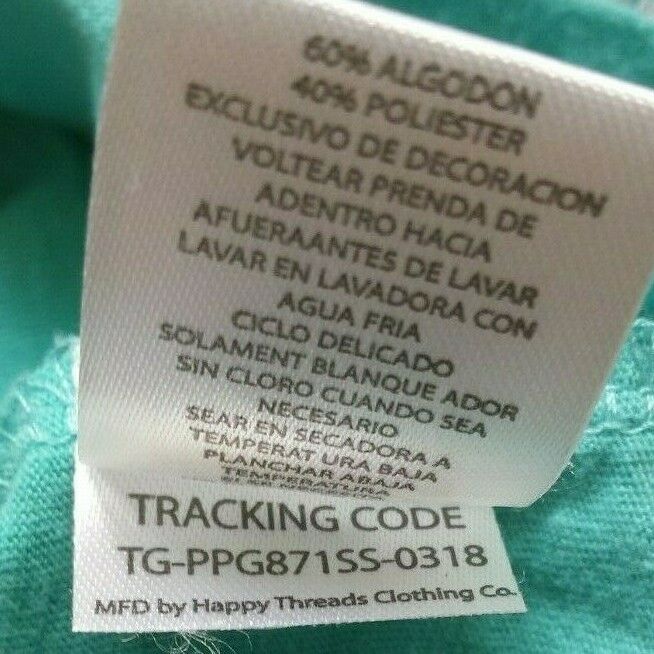 60% ALGODON
40% POLIESTER
EXCLUSIVO DE DECORACION
VOLTEAR PRENDA DE
ADENTRO HACIA
AFUERAANTES DE LAVAR
LAVAR EN LAVADORA CON
AGUA FRIA
CICLO DELICADO
SOLAMENT BLANQUE ADOR
SIN CLORO CUANDO SEA
NECESARIO
SEAR EN SECADORA A
TEMPERAT URA BAJA
PLANCHAR ABAJA
TEMPERATURA
TRACKING CODE
TG-PPG871SS-0318
MFD by Happy Threads Clothing Co.